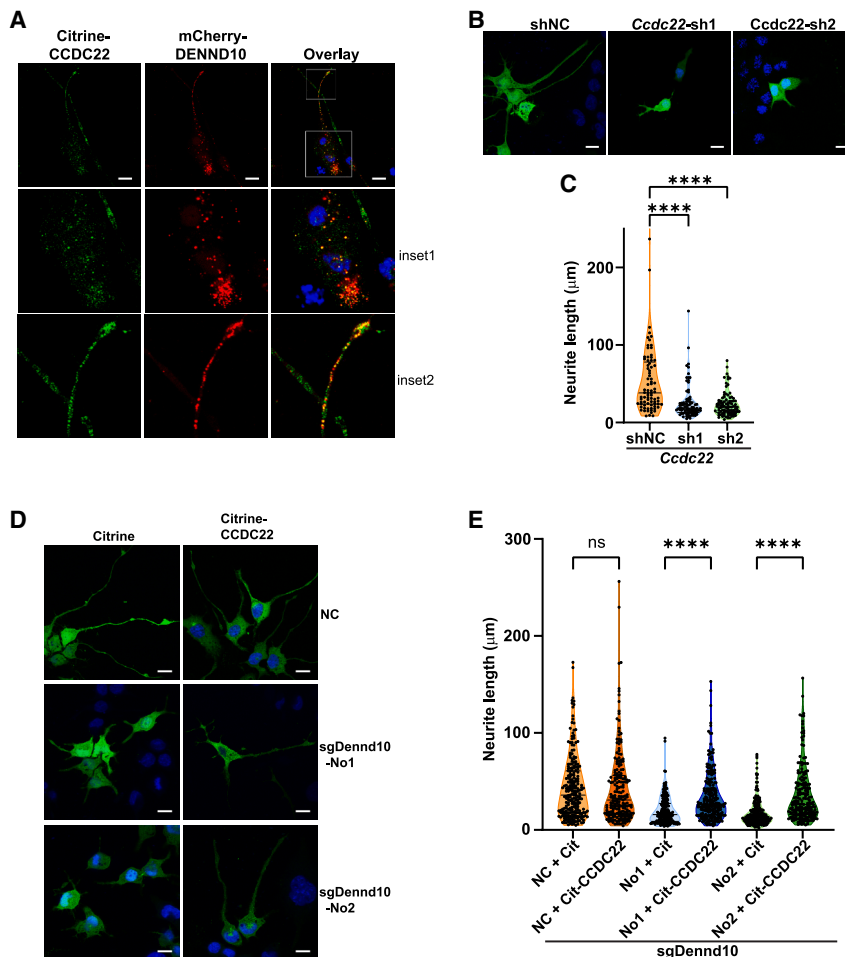 A
Citrine-
CCDC22
mCherry-
DENND10
Overlay
inset1
inset2
B
shNC
Ccdc22-sh1
Ccdc22-sh2
C
****
****
Neurite length (μm)
200
100
0
shNC
sh1
sh2
Ccdc22
D
Citrine
Citrine-
CCDC22
NC
sgDennd10
-No1
sgDennd10
-No2
E
ns
****
****
Neurite length (μm)
300
200
100
0
NC + Cit
NC + Cit-CCDC22
No1 + Cit
No1 + Cit-CCDC22
No2 + Cit
No2 + Cit-CCDC22
sgDennd10